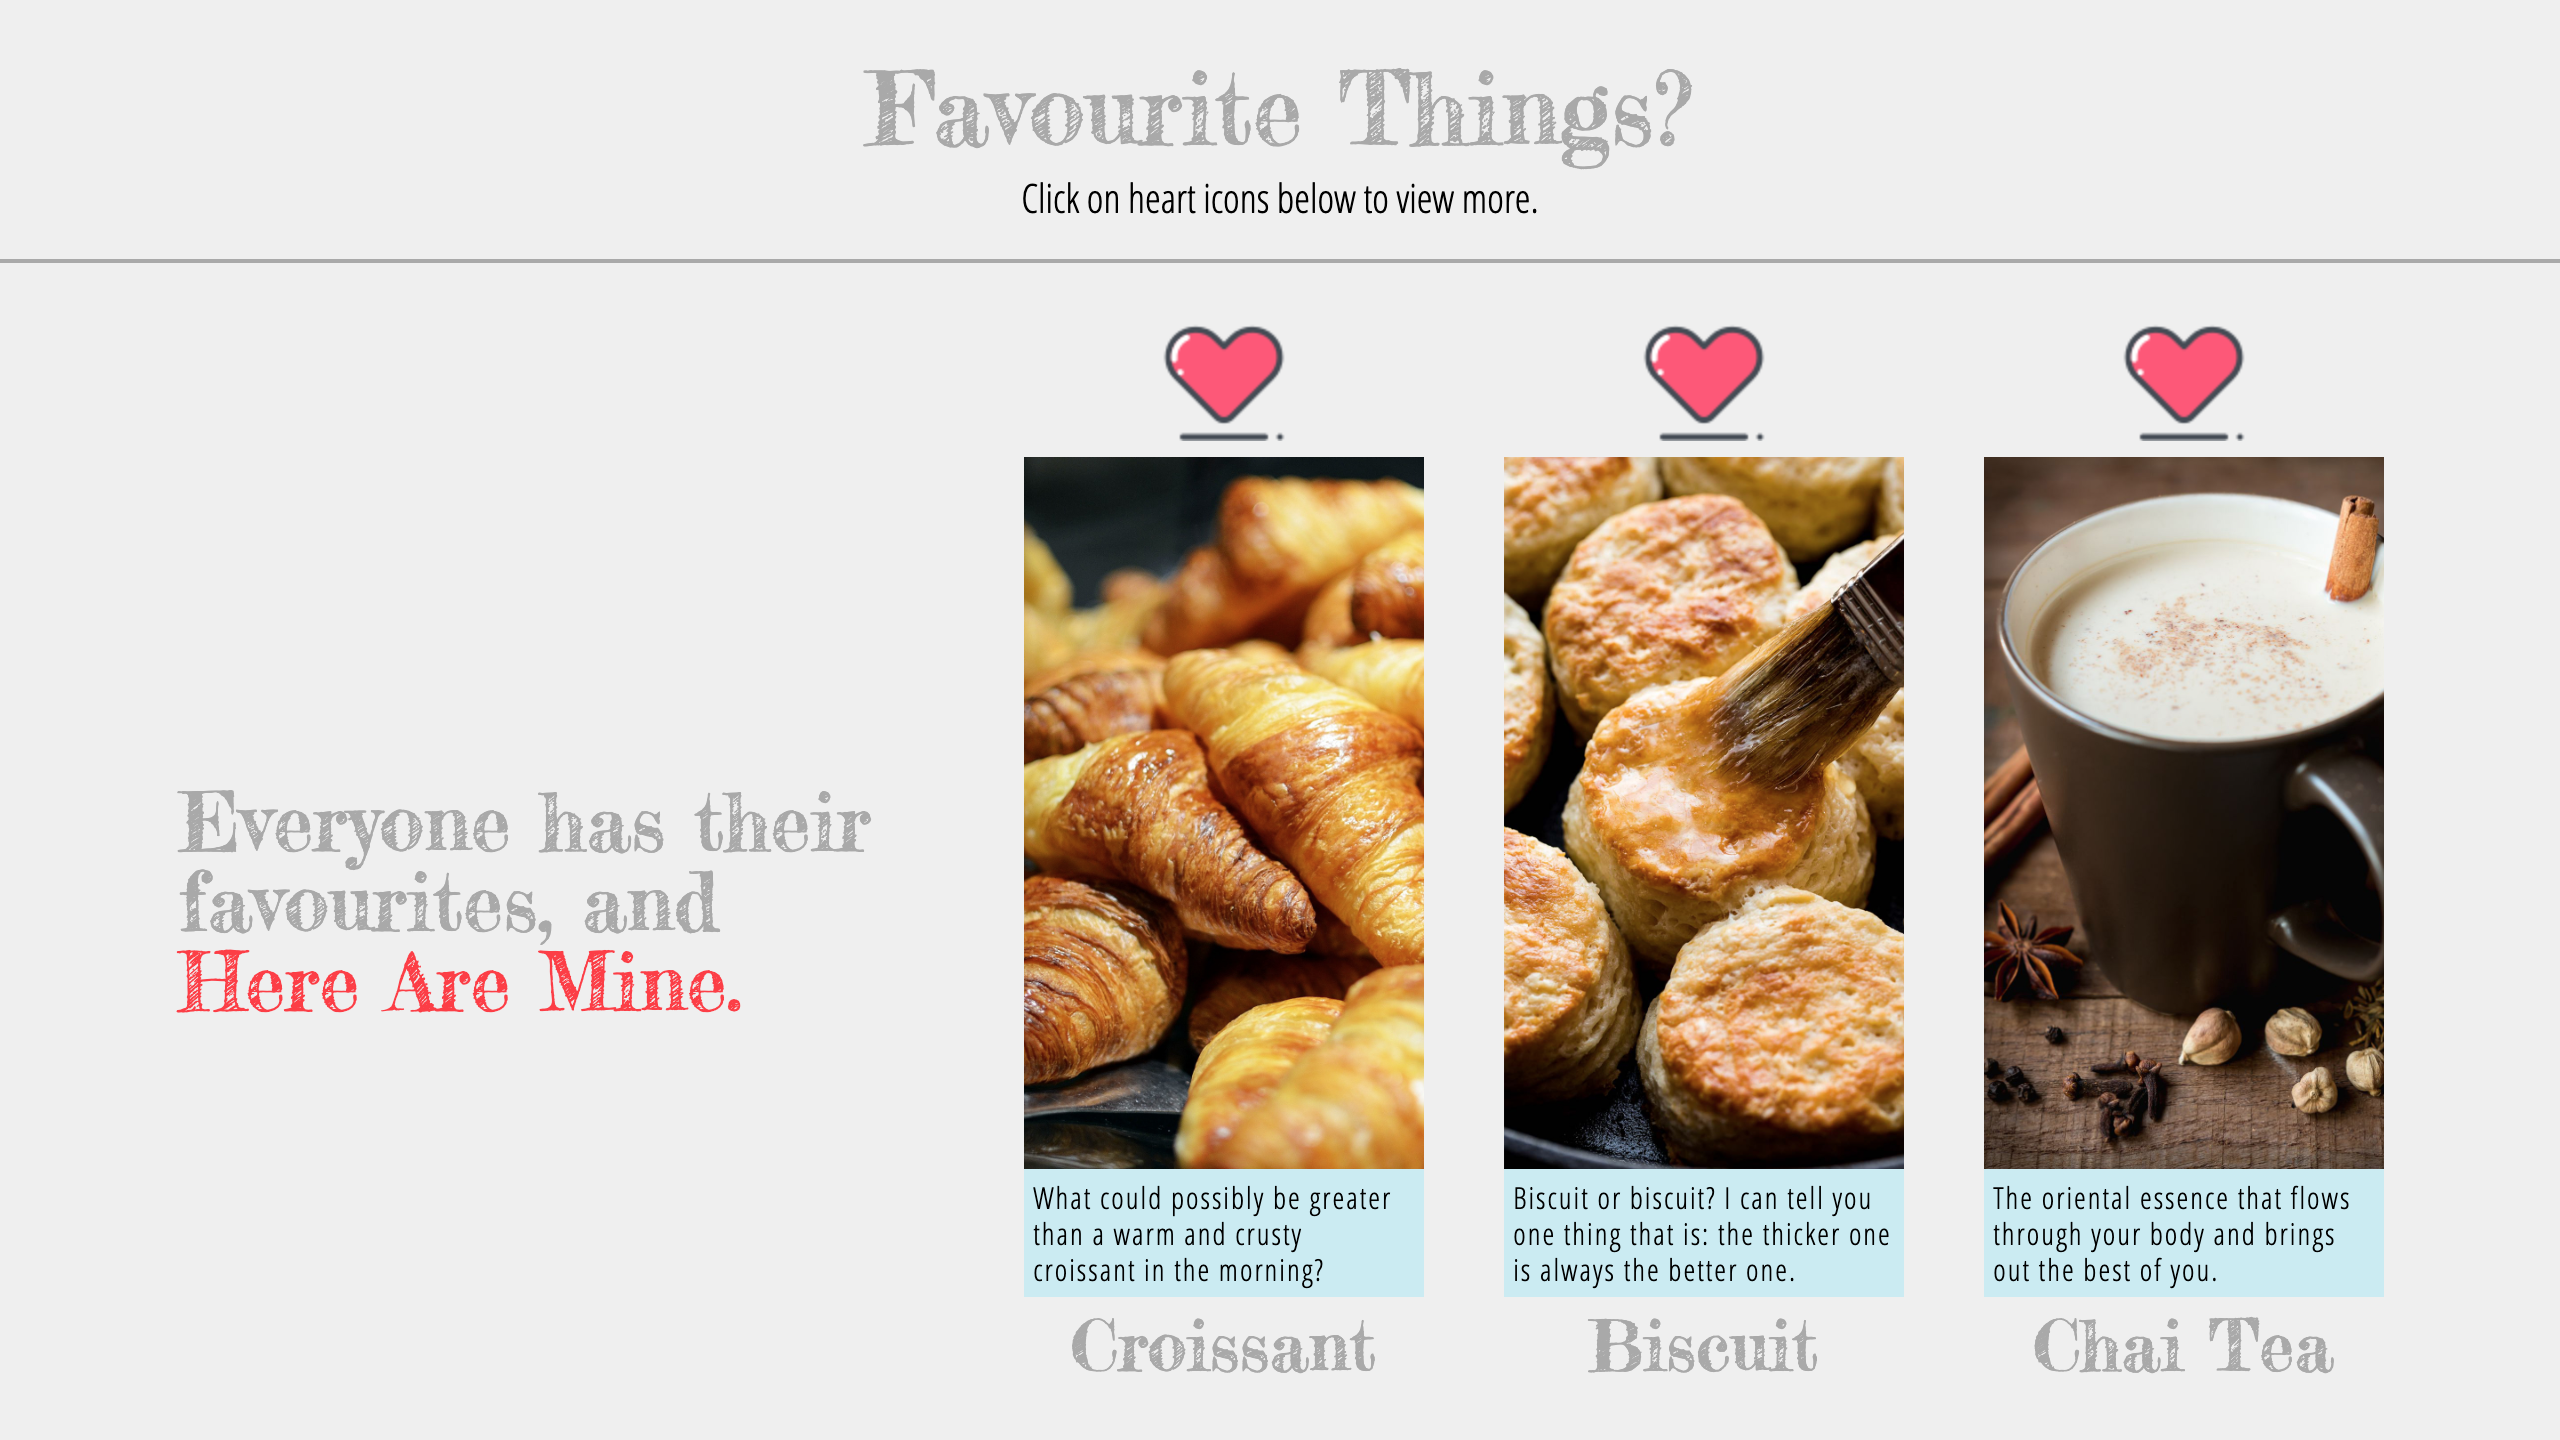 Favourite Things?
Click on heart icons below to view more.
Everyone has their
favourites, and
Here Are Mine.
What could possibly be greater
than a warm and crusty
croissant in the morning?
Croissant
Biscuit or biscuit? I can tell you
one thing that is: the thicker one
is always the better one.
Biscuit
The oriental essence that flows
through your body and brings
out the best of you.
Chai Tea